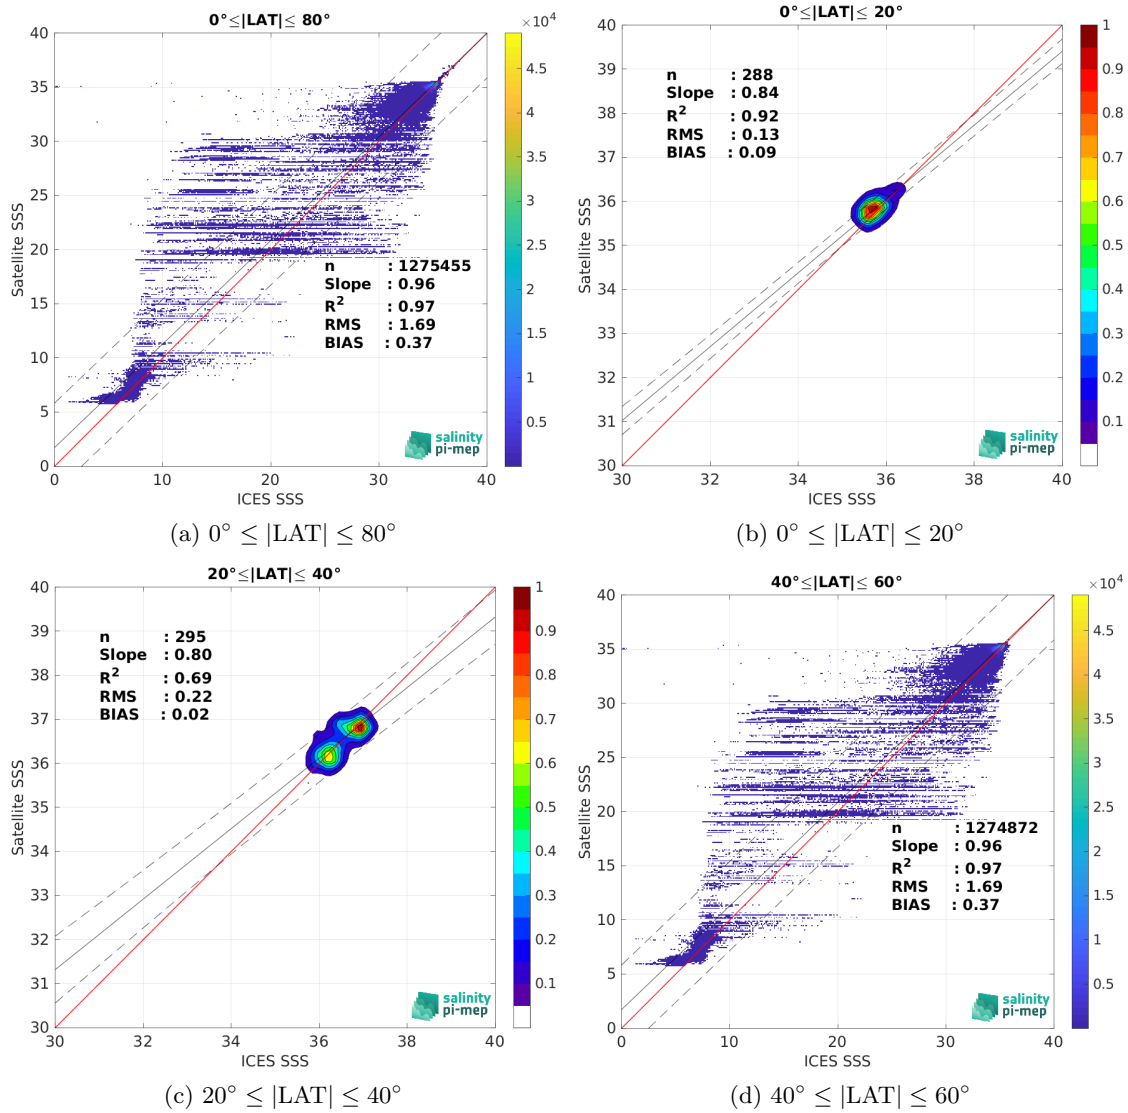 0°≤|LAT|≤ 80°
×10⁴
40
35
30
25
20
15
10
5
0
0 10 20 30 40
4.5
4
3.5
3
2.5
2
1.5
1
0.5
Satellite SSS
ICES SSS
n : 1275455
Slope : 0.96
R² : 0.97
RMS : 1.69
BIAS : 0.37
salinity
pi-mep
(a) 0° ≤ |LAT| ≤ 80°
0°≤|LAT|≤ 20°
40
39
38
37
36
35
34
33
32
31
30
30 32 34 36 38 40
1
0.9
0.8
0.7
0.6
0.5
0.4
0.3
0.2
0.1
Satellite SSS
ICES SSS
n : 288
Slope : 0.84
R² : 0.92
RMS : 0.13
BIAS : 0.09
salinity
pi-mep
(b) 0° ≤ |LAT| ≤ 20°
20°≤|LAT|≤ 40°
40
39
38
37
36
35
34
33
32
31
30
30 32 34 36 38 40
1
0.9
0.8
0.7
0.6
0.5
0.4
0.3
0.2
0.1
Satellite SSS
ICES SSS
n : 295
Slope : 0.80
R² : 0.69
RMS : 0.22
BIAS : 0.02
salinity
pi-mep
(c) 20° ≤ |LAT| ≤ 40°
40°≤|LAT|≤ 60°
×10⁴
40
35
30
25
20
15
10
5
0
0 10 20 30 40
4.5
4
3.5
3
2.5
2
1.5
1
0.5
Satellite SSS
ICES SSS
n : 1274872
Slope : 0.96
R² : 0.97
RMS : 1.69
BIAS : 0.37
salinity
pi-mep
(d) 40° ≤ |LAT| ≤ 60°